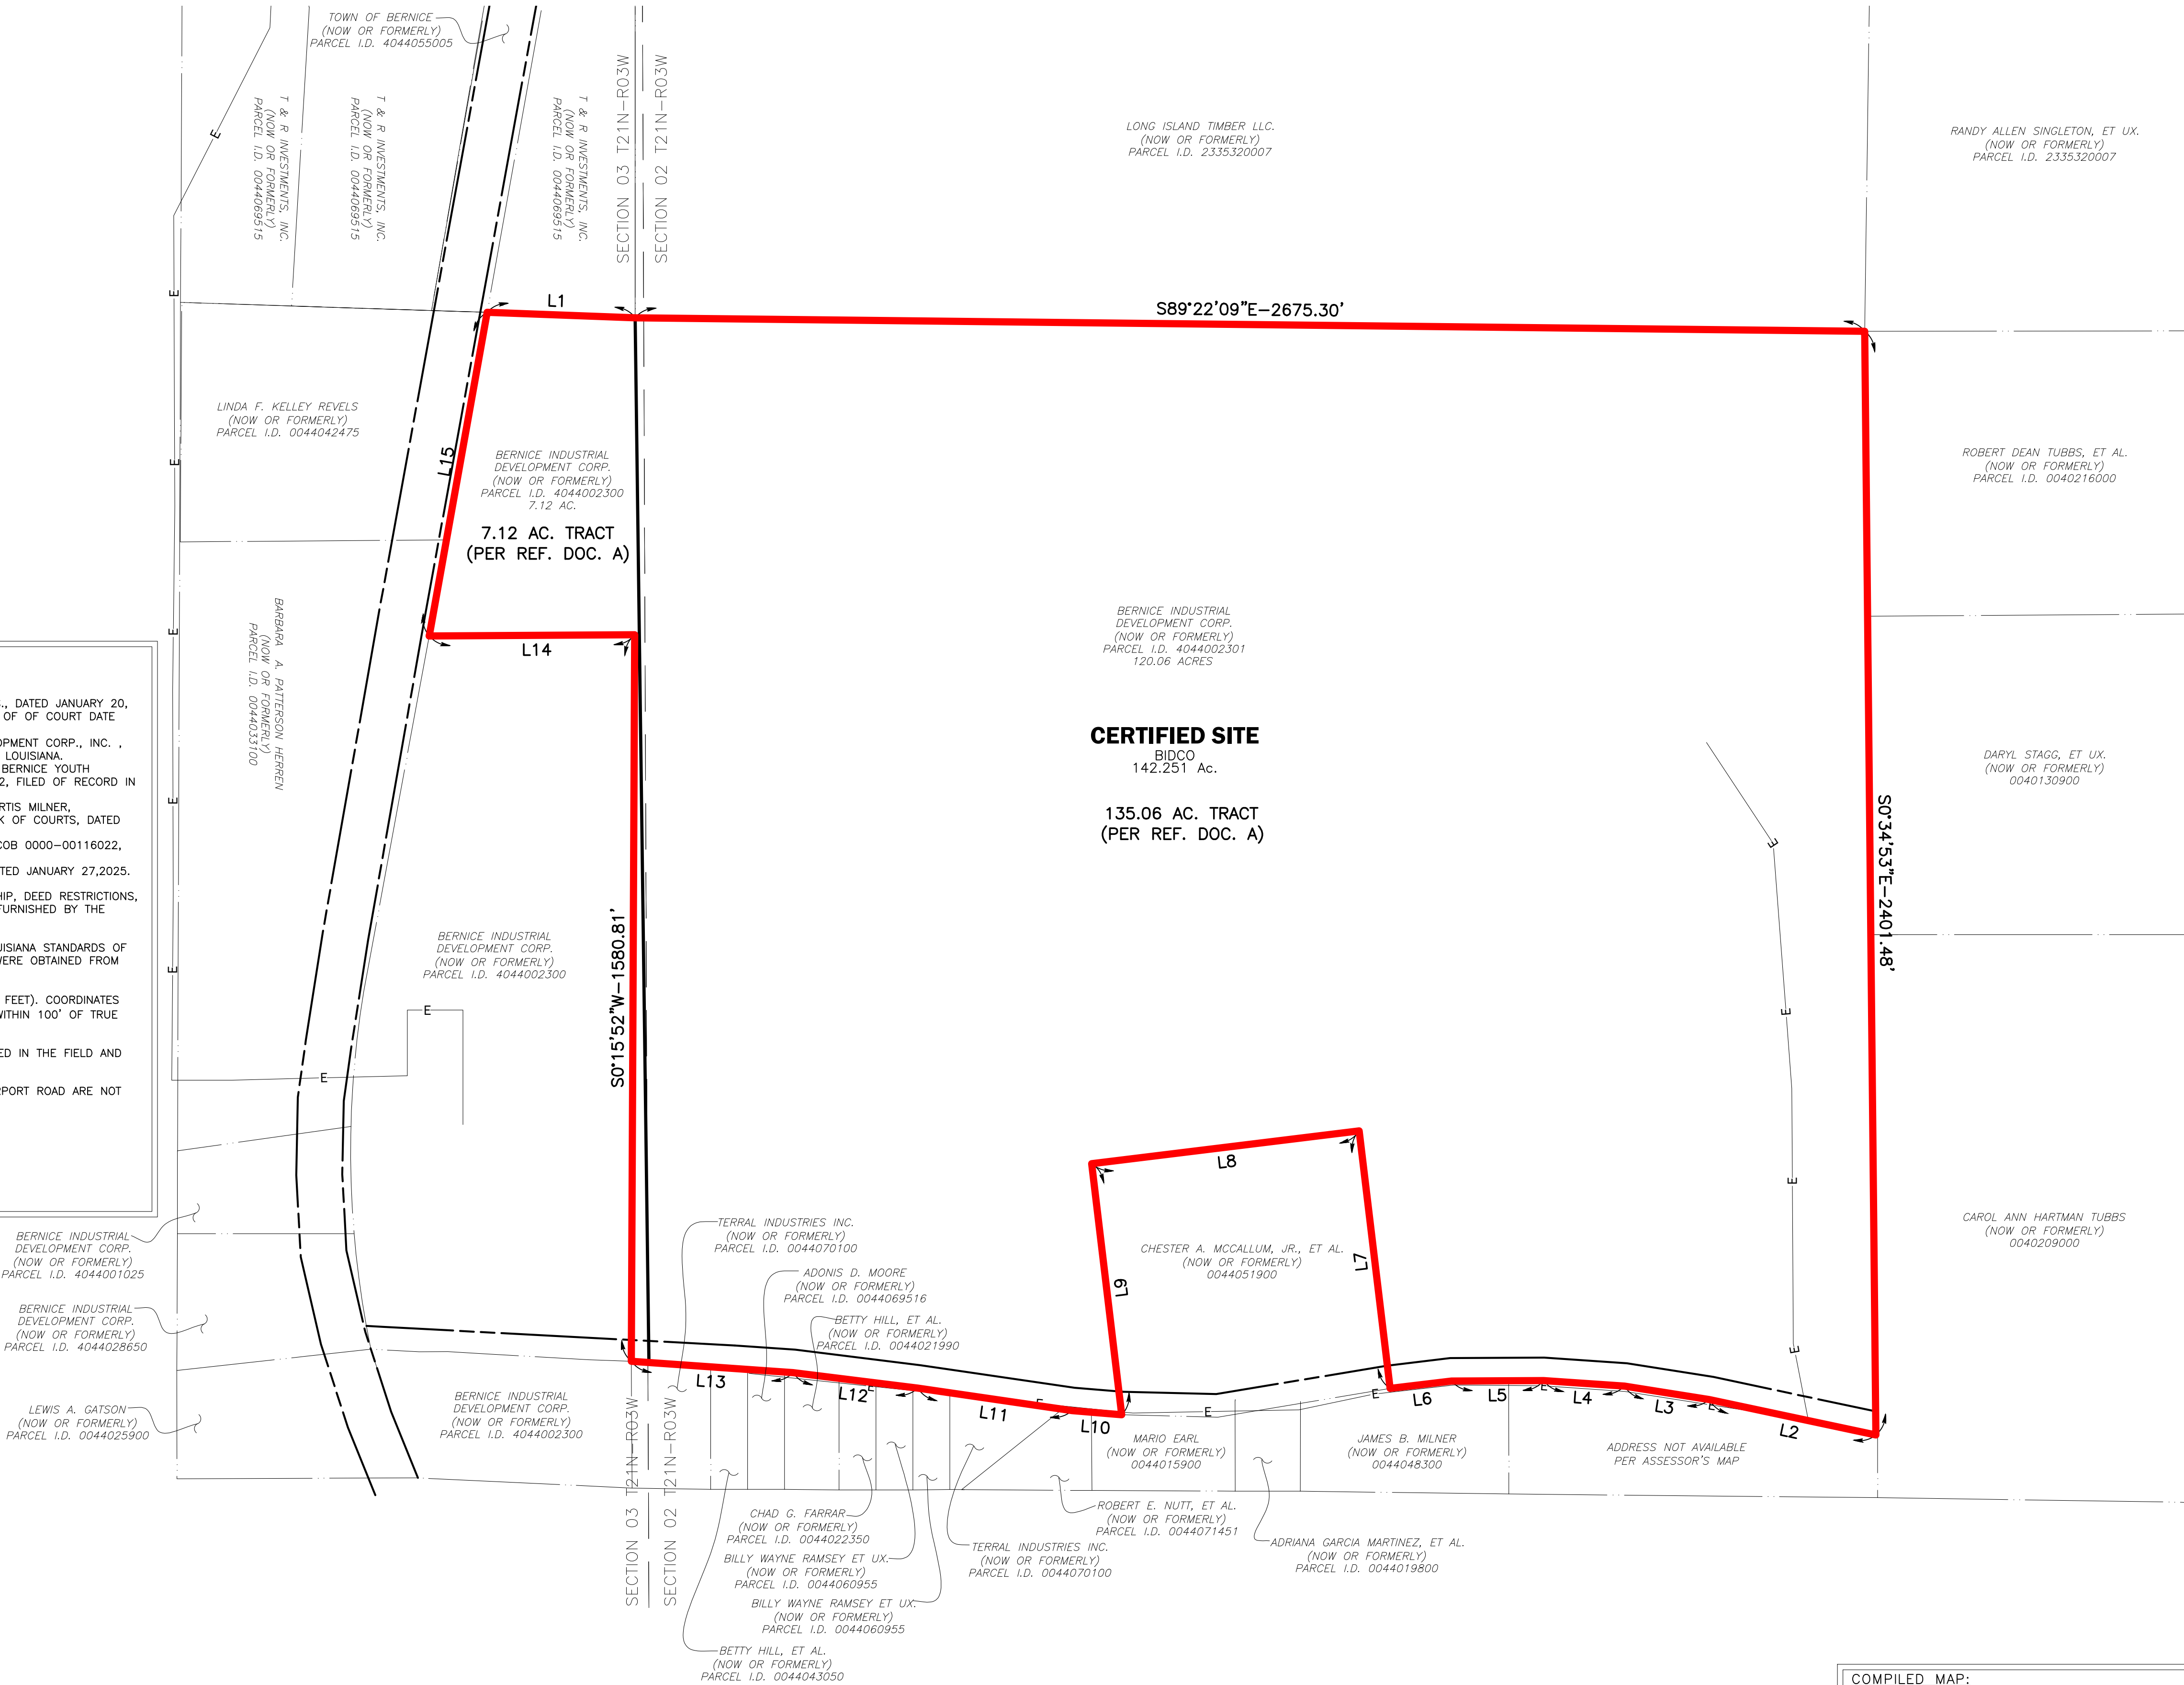 TOWN OF BERNICE
(NOW OR FORMERLY)
PARCEL I.D. 4044055005
T & R INVESTMENTS, INC.
(NOW OR FORMERLY)
PARCEL I.D. 0044069515
T & R INVESTMENTS, INC.
(NOW OR FORMERLY)
PARCEL I.D. 0044069515
T & R INVESTMENTS, INC.
(NOW OR FORMERLY)
PARCEL I.D. 0044069515
SECTION 03 T21N-R03W
SECTION 02 T21N-R03W
LONG ISLAND TIMBER LLC.
(NOW OR FORMERLY)
PARCEL I.D. 2335320007
RANDY ALLEN SINGLETON, ET UX.
(NOW OR FORMERLY)
PARCEL I.D. 2335320007
E
E
L1
S89°22'09"E-2675.30'
LINDA F. KELLEY REVELS
(NOW OR FORMERLY)
PARCEL I.D. 0044042475
E
L15
BERNICE INDUSTRIAL
DEVELOPMENT CORP.
(NOW OR FORMERLY)
PARCEL I.D. 4044002300
7.12 AC.
7.12 AC. TRACT
(PER REF. DOC. A)
ROBERT DEAN TUBBS, ET AL.
(NOW OR FORMERLY)
PARCEL I.D. 0040216000
BARBARA A. PATTERSON HERREN
(NOW OR FORMERLY)
PARCEL I.D. 0044033100
E
L14
BERNICE INDUSTRIAL
DEVELOPMENT CORP.
(NOW OR FORMERLY)
PARCEL I.D. 4044002301
120.06 ACRES
CERTIFIED SITE
BIDCO
142.251 Ac.
135.06 AC. TRACT
(PER REF. DOC. A)
DARYL STAGG, ET UX.
(NOW OR FORMERLY)
0040130900
S0°34'53"E-2401.48'
., DATED JANUARY 20,
OF OF COURT DATE
OPMENT CORP., INC. ,
LOUISIANA.
BERNICE YOUTH
2, FILED OF RECORD IN
RTIS MILNER,
K OF COURTS, DATED
COB 0000-00116022,
TED JANUARY 27,2025.
HIP, DEED RESTRICTIONS,
FURNISHED BY THE
UISIANA STANDARDS OF
WERE OBTAINED FROM
FEET). COORDINATES
WITHIN 100' OF TRUE
ED IN THE FIELD AND
RPORT ROAD ARE NOT
E
E
E
BERNICE INDUSTRIAL
DEVELOPMENT CORP.
(NOW OR FORMERLY)
PARCEL I.D. 4044002300
E
E
S0°15'52"W-1580.81'
E
E
E
L8
L7
L9
CHESTER A. MCCALLUM, JR., ET AL.
(NOW OR FORMERLY)
0044051900
CAROL ANN HARTMAN TUBBS
(NOW OR FORMERLY)
0040209000
BERNICE INDUSTRIAL
DEVELOPMENT CORP.
(NOW OR FORMERLY)
PARCEL I.D. 4044001025
TERRAL INDUSTRIES INC.
(NOW OR FORMERLY)
PARCEL I.D. 0044070100
ADONIS D. MOORE
(NOW OR FORMERLY)
PARCEL I.D. 0044069516
BETTY HILL, ET AL.
(NOW OR FORMERLY)
PARCEL I.D. 0044021990
BERNICE INDUSTRIAL
DEVELOPMENT CORP.
(NOW OR FORMERLY)
PARCEL I.D. 4044028650
LEWIS A. GATSON
(NOW OR FORMERLY)
PARCEL I.D. 0044025900
BERNICE INDUSTRIAL
DEVELOPMENT CORP.
(NOW OR FORMERLY)
PARCEL I.D. 4044002300
E
L13
L12
E
L11
E
L10
E
E
L6
L5
E
L4
L3
E
L2
MARIO EARL
(NOW OR FORMERLY)
0044015900
JAMES B. MILNER
(NOW OR FORMERLY)
0044048300
ADDRESS NOT AVAILABLE
PER ASSESSOR'S MAP
SECTION 03 T21N-R03W
SECTION 02 T21N-R03W
CHAD G. FARRAR
(NOW OR FORMERLY)
PARCEL I.D. 0044022350
BILLY WAYNE RAMSEY ET UX.
(NOW OR FORMERLY)
PARCEL I.D. 0044060955
BILLY WAYNE RAMSEY ET UX.
(NOW OR FORMERLY)
PARCEL I.D. 0044060955
BETTY HILL, ET AL.
(NOW OR FORMERLY)
PARCEL I.D. 0044043050
TERRAL INDUSTRIES INC.
(NOW OR FORMERLY)
PARCEL I.D. 0044070100
ROBERT E. NUTT, ET AL.
(NOW OR FORMERLY)
PARCEL I.D. 0044071451
ADRIANA GARCIA MARTINEZ, ET AL.
(NOW OR FORMERLY)
PARCEL I.D. 0044019800
COMPILED MAP: